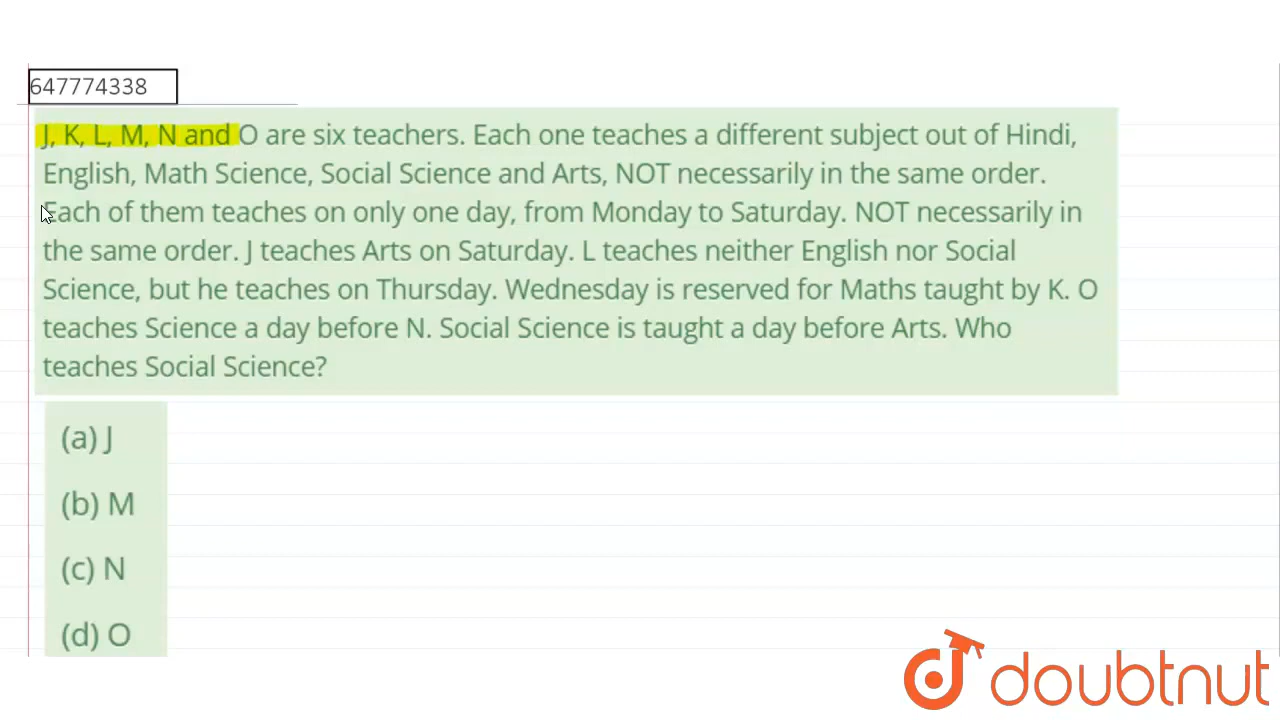 647774338
J, K, L, M, N and O are six teachers. Each one teaches a different subject out of Hindi,
English, Math Science, Social Science and Arts, NOT necessarily in the same order.
Each of them teaches on only one day, from Monday to Saturday. NOT necessarily in
the same order. J teaches Arts on Saturday. L teaches neither English nor Social
Science, but he teaches on Thursday. Wednesday is reserved for Maths taught by K. O
teaches Science a day before N. Social Science is taught a day before Arts. Who
teaches Social Science?
(a) J
(b) M
(c) N
(d) O
doubtnut